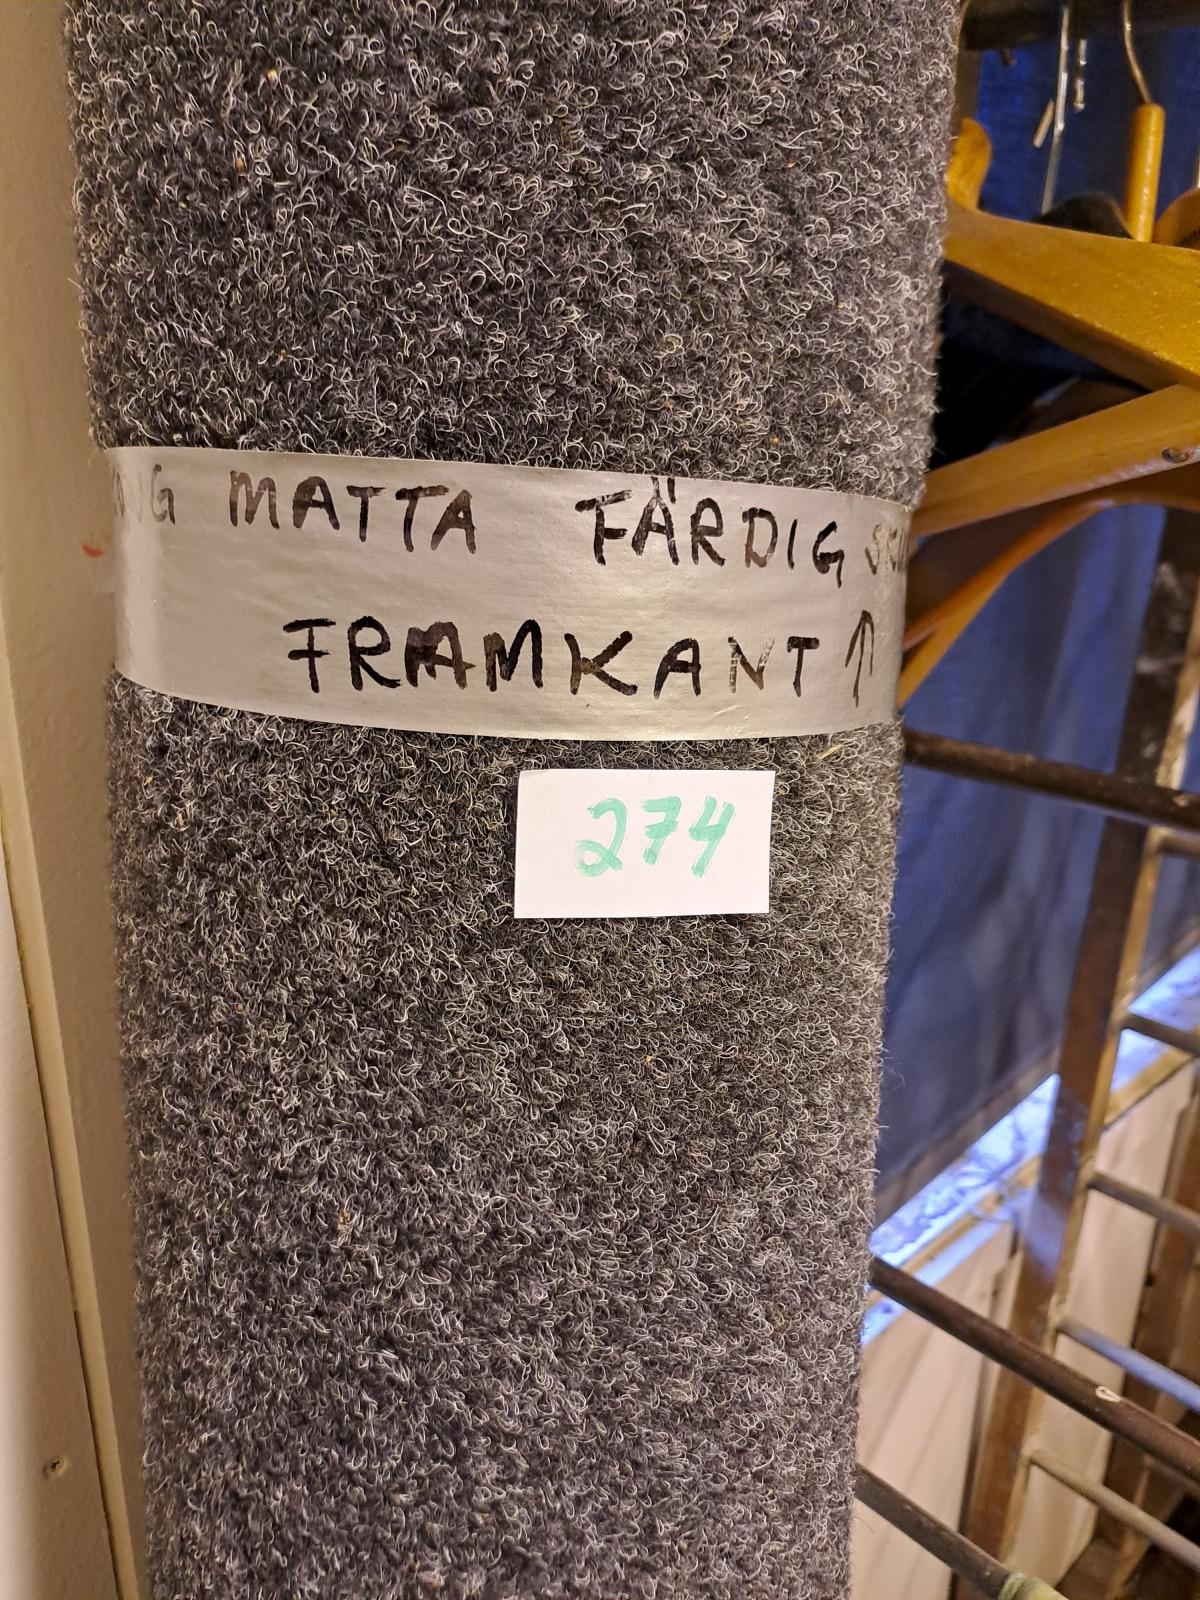 MATTA FÄRDIG
FRAMKANT ↑
274